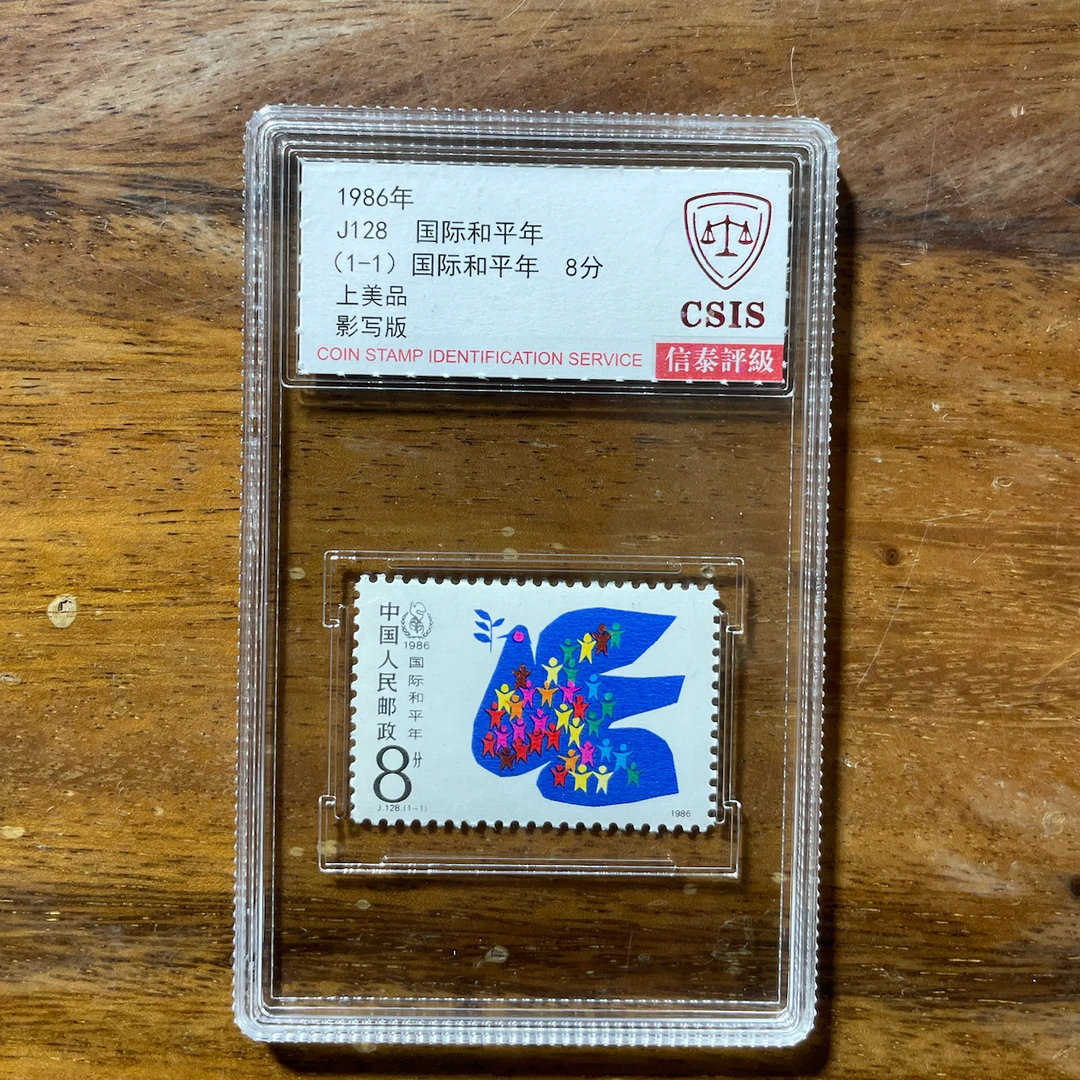 1986年
J128 国际和平年
(1-1) 国际和平年 8分
上美品
影写版
CSIS
COIN STAMP IDENTIFICATION SERVICE
信泰評級
中国人民邮政
1986
国际和平年
8分
J.128.(1-1)
1986